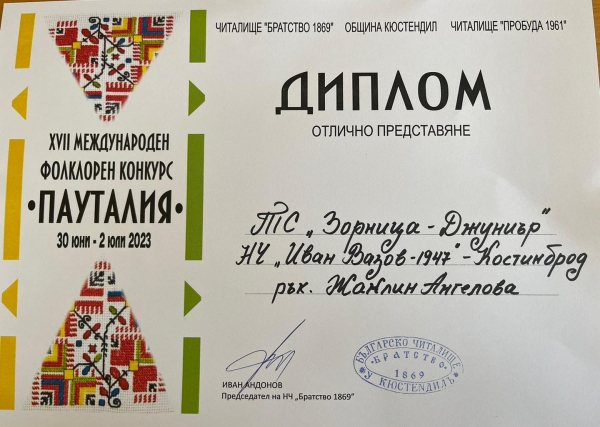 ЧИТАЛИЩЕ "БРАТСТВО 1869" ОБЩИНА КЮСТЕНДИЛ ЧИТАЛИЩЕ "ПРОБУДА 1961"
ДИПЛОМ
ОТЛИЧНО ПРЕДСТАВЯНЕ
XVII МЕЖДУНАРОДЕН
ФОЛКЛОРЕН КОНКУРС
•ПАУТАЛИЯ•
30 ЮНИ - 2 ЮЛИ 2023
ТС „Зорница - Джуниър"
НЧ „Иван Вазов-1947" - Костинброд
рък. Жаклин Ангелова
ИВАН АНДОНОВ
Председател на НЧ „Братство 1869"
БЪЛГАРСКО ЧИТАЛИЩЕ
•БРАТСТВО•
1869
У КЮСТЕНДИЛЪ